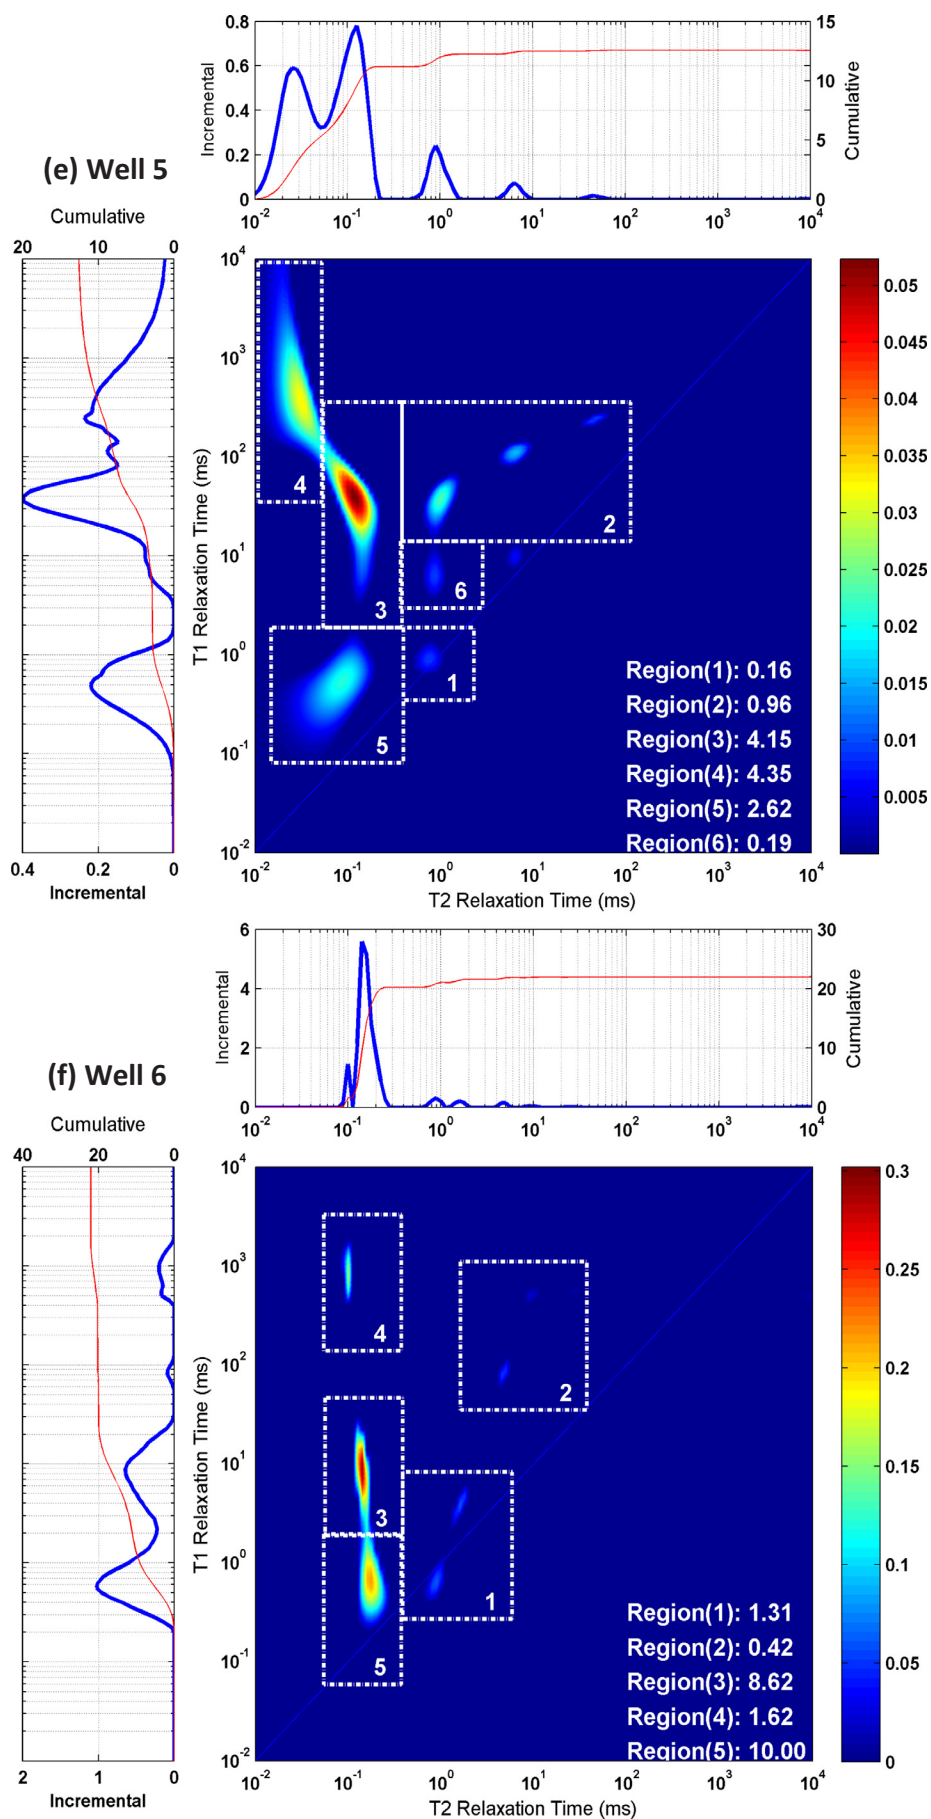 (e) Well 5
0.8
0.6
0.4
0.2
0
Incremental
15
10
5
0
Cumulative
10^-2 10^-1 10^0 10^1 10^2 10^3 10^4
Cumulative
20 10 0
0.4 0.2 0
Incremental
T1 Relaxation Time (ms)
10^4
10^3
10^2
10^1
10^0
10^-1
10^-2
4
2
3
6
1
5
Region(1): 0.16
Region(2): 0.96
Region(3): 4.15
Region(4): 4.35
Region(5): 2.62
Region(6): 0.19
10^-2 10^-1 10^0 10^1 10^2 10^3 10^4
T2 Relaxation Time (ms)
0.05
0.045
0.04
0.035
0.03
0.025
0.02
0.015
0.01
0.005
(f) Well 6
6
4
2
0
Incremental
30
20
10
0
Cumulative
10^-2 10^-1 10^0 10^1 10^2 10^3 10^4
Cumulative
40 20 0
2 1 0
Incremental
T1 Relaxation Time (ms)
10^4
10^3
10^2
10^1
10^0
10^-1
10^-2
4
2
3
1
5
Region(1): 1.31
Region(2): 0.42
Region(3): 8.62
Region(4): 1.62
Region(5): 10.00
10^-2 10^-1 10^0 10^1 10^2 10^3 10^4
T2 Relaxation Time (ms)
0.3
0.25
0.2
0.15
0.1
0.05
0